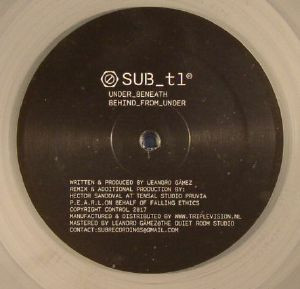 SUB_tl®
UNDER_BENEATH
BEHIND_FROM_UNDER
WRITTEN & PRODUCED BY LEANDRO GÁMEZ
REMIX & ADDITIONAL PRODUCTION BY:
HECTOR SANDOVAL AT TENSAL STUDIO PRUVIA
P.E.A.R.L.ON BEHALF OF FALLING ETHICS
COPYRIGHT CONTROL 2017
MANUFACTURED & DISTRIBUTED BY WWW.TRIPLEVISION.NL
MASTERED BY LEANDRO GÁMEZ@THE QUIET ROOM STUDIO
CONTACT:SUBRECORDINGS@GMAIL.COM